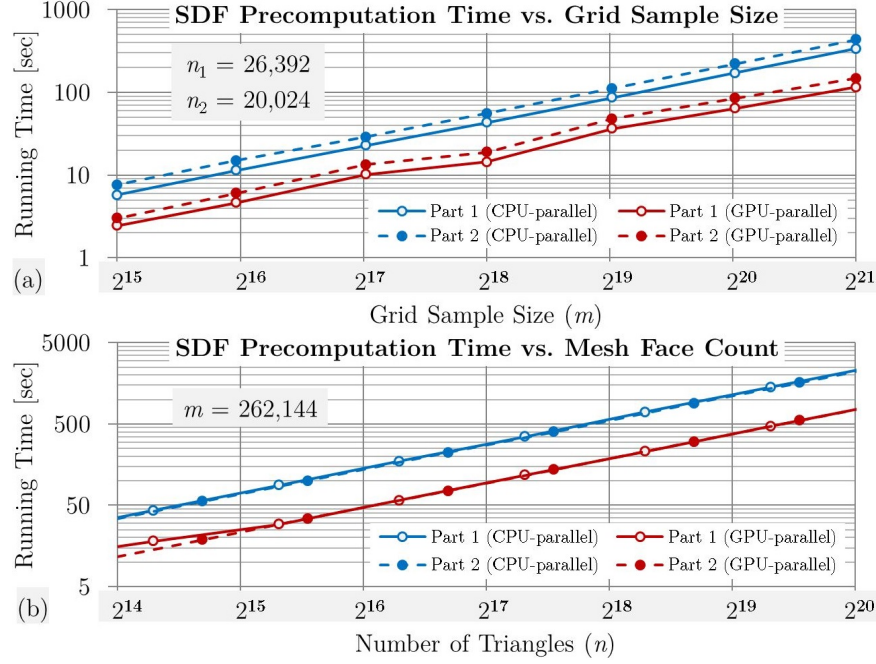 SDF Precomputation Time vs. Grid Sample Size
Running Time [sec]
1000
100
10
1
n₁ = 26,392
n₂ = 20,024
Part 1 (CPU-parallel)
Part 1 (GPU-parallel)
Part 2 (CPU-parallel)
Part 2 (GPU-parallel)
(a)
2¹⁵ 2¹⁶ 2¹⁷ 2¹⁸ 2¹⁹ 2²⁰ 2²¹
Grid Sample Size (m)
SDF Precomputation Time vs. Mesh Face Count
Running Time [sec]
5000
500
50
5
m = 262,144
Part 1 (CPU-parallel)
Part 1 (GPU-parallel)
Part 2 (CPU-parallel)
Part 2 (GPU-parallel)
(b)
2¹⁴ 2¹⁵ 2¹⁶ 2¹⁷ 2¹⁸ 2¹⁹ 2²⁰
Number of Triangles (n)